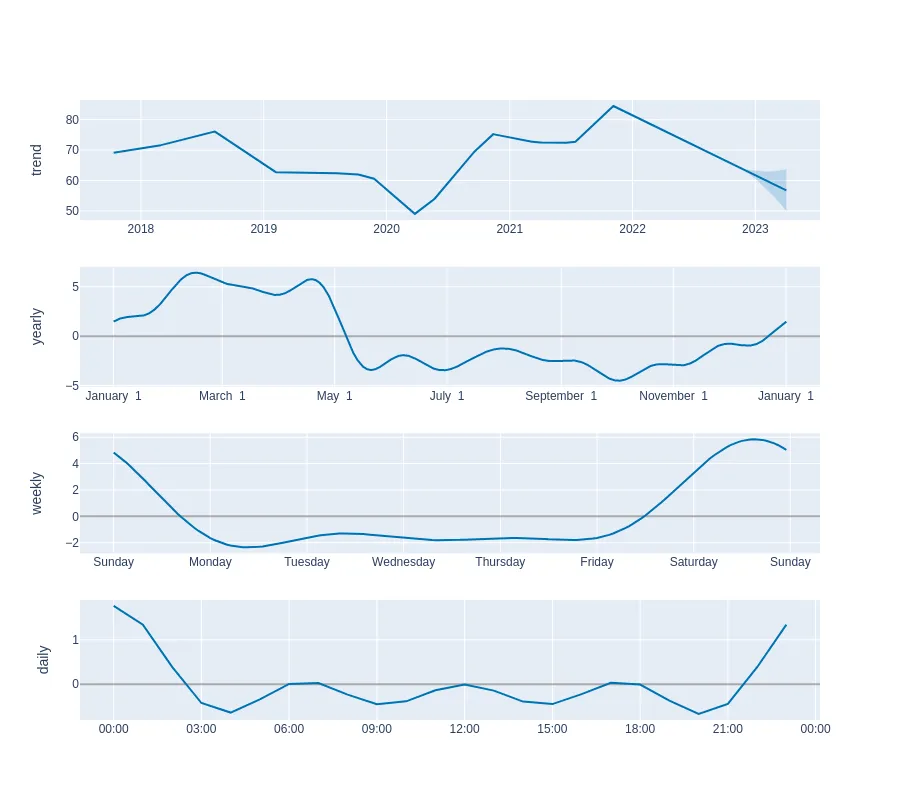 trend
80
70
60
50
2018 2019 2020 2021 2022 2023
yearly
5
0
−5
January 1 March 1 May 1 July 1 September 1 November 1 January 1
weekly
6
4
2
0
−2
Sunday Monday Tuesday Wednesday Thursday Friday Saturday Sunday
daily
1
0
00:00 03:00 06:00 09:00 12:00 15:00 18:00 21:00 00:00